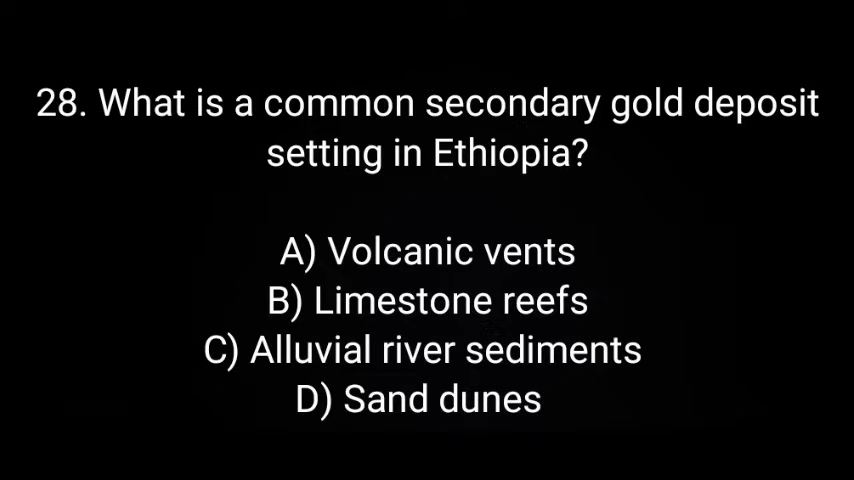 28. What is a common secondary gold deposit
setting in Ethiopia?
A) Volcanic vents
B) Limestone reefs
C) Alluvial river sediments
D) Sand dunes